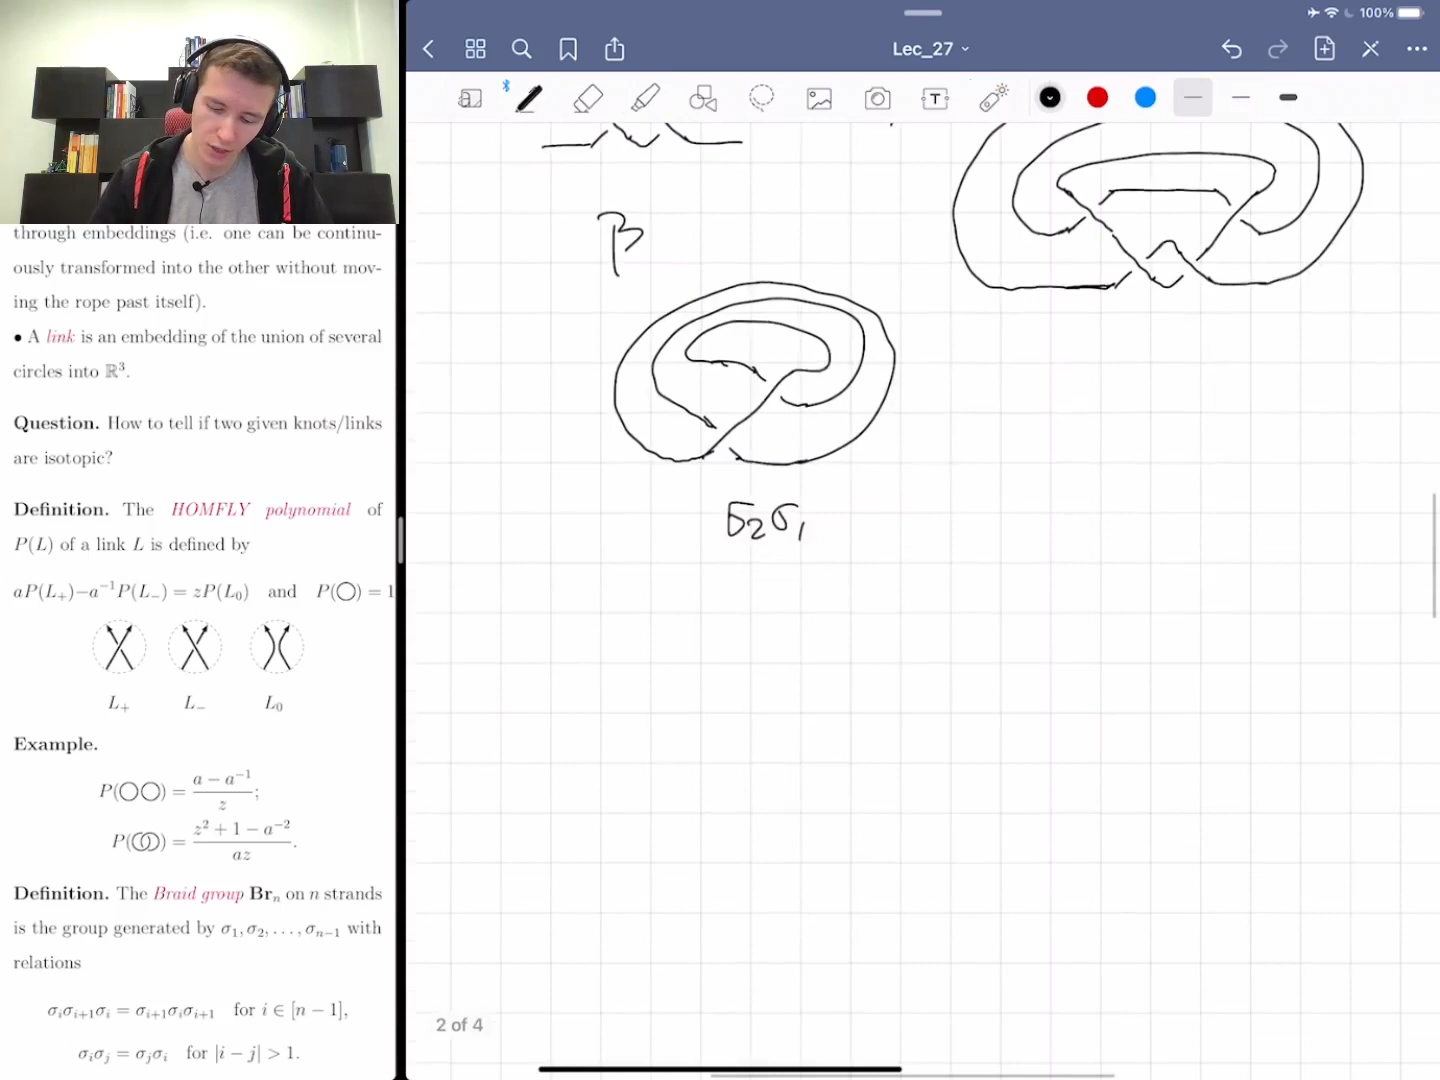 100%
Lec_27
T
through embeddings (i.e. one can be continu-
ously transformed into the other without mov-
ing the rope past itself).
• A link is an embedding of the union of several
circles into ℝ³.
Question. How to tell if two given knots/links
are isotopic?
Definition. The HOMFLY polynomial of
P(L) of a link L is defined by
aP(L₊)−a⁻¹P(L₋) = zP(L₀) and P(◯) = 1
L₊ L₋ L₀
Example.
P(◯◯) = (a − a⁻¹)/z;
P(◯◯) = (z² + 1 − a⁻²)/(az).
Definition. The Braid group Brₙ on n strands
is the group generated by σ₁, σ₂, . . . , σₙ₋₁ with
relations
σᵢσᵢ₊₁σᵢ = σᵢ₊₁σᵢσᵢ₊₁ for i ∈ [n − 1],
σᵢσⱼ = σⱼσᵢ for |i − j| > 1.
β
σ₂σ₁
2 of 4